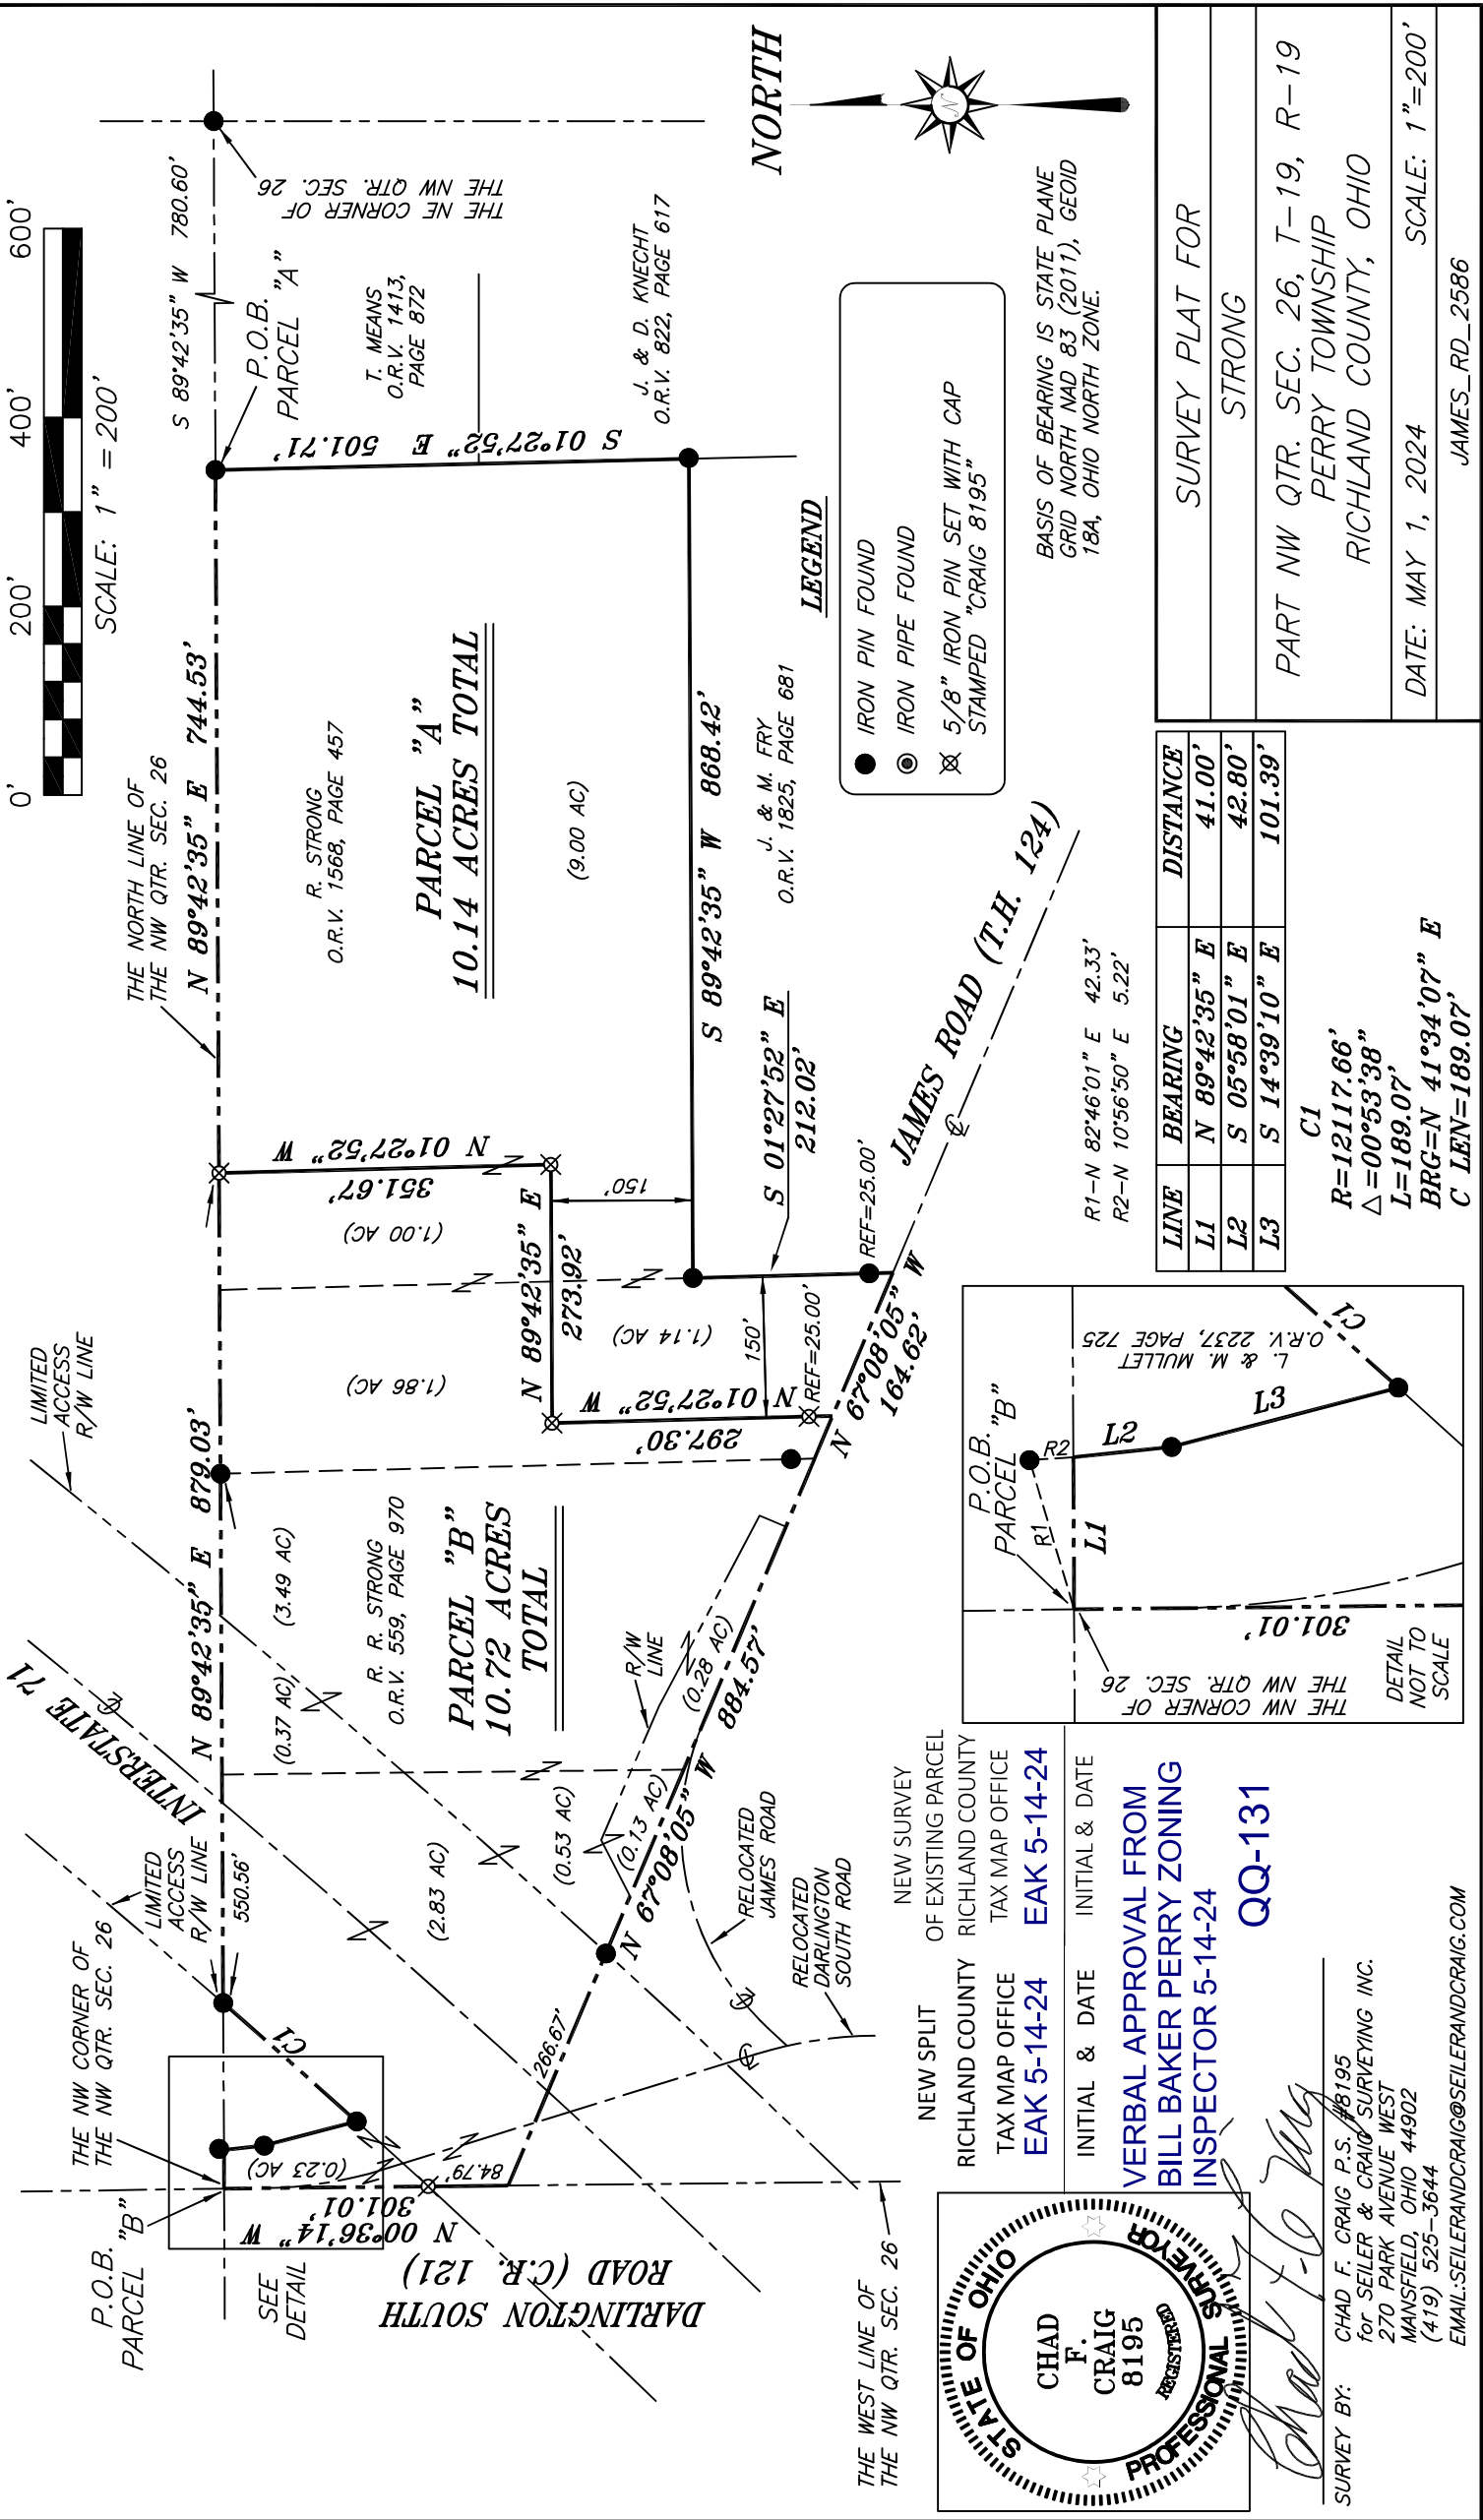 0' 200' 400' 600'
SCALE: 1" = 200'
P.O.B.
PARCEL "B"
SEE
DETAIL
THE NW CORNER OF
THE NW QTR. SEC. 26
LIMITED
ACCESS
R/W LINE
550.56'
INTERSTATE 71
LIMITED
ACCESS
R/W LINE
N 89°42'35" E 879.03'
THE NORTH LINE OF
THE NW QTR. SEC. 26
N 89°42'35" E 744.53'
S 89°42'35" W 780.60'
P.O.B.
PARCEL "A"
THE NE CORNER OF
THE NW QTR. SEC. 26
T. MEANS
O.R.V. 1413,
PAGE 872
J. & D. KNECHT
O.R.V. 822, PAGE 617
NORTH
N
S 01°27'52" E 501.71'
R. STRONG
O.R.V. 1568, PAGE 457
PARCEL "A"
10.14 ACRES TOTAL
(9.00 AC)
S 89°42'35" W 868.42'
J. & M. FRY
O.R.V. 1825, PAGE 681
N 01°27'52" W
351.67'
(1.00 AC)
150'
N 89°42'35" E
273.92'
(1.86 AC)
(1.14 AC)
150'
N 01°27'52" W
297.30'
REF=25.00'
S 01°27'52" E
212.02'
REF=25.00'
N 67°08'05" W
164.62'
JAMES ROAD (T.H. 124)
(3.49 AC)
(0.37 AC)
R. R. STRONG
O.R.V. 559, PAGE 970
PARCEL "B"
10.72 ACRES
TOTAL
R/W
LINE
(0.28 AC)
(0.13 AC)
(0.53 AC)
(2.83 AC)
N 67°08'05" W 884.57'
266.67'
RELOCATED
JAMES ROAD
RELOCATED
DARLINGTON
SOUTH ROAD
C1
(0.23 AC)
84.79'
301.01'
N 00°36'14" W
DARLINGTON SOUTH
ROAD (C.R. 121)
THE WEST LINE OF
THE NW QTR. SEC. 26
LEGEND
IRON PIN FOUND
IRON PIPE FOUND
5/8" IRON PIN SET WITH CAP
STAMPED "CRAIG 8195"
BASIS OF BEARING IS STATE PLANE
GRID NORTH NAD 83 (2011), GEOID
18A, OHIO NORTH ZONE.
STATE OF OHIO
CHAD
F.
CRAIG
8195
REGISTERED
PROFESSIONAL SURVEYOR
NEW SPLIT
RICHLAND COUNTY
TAX MAP OFFICE
EAK 5-14-24
INITIAL & DATE
NEW SURVEY
OF EXISTING PARCEL
RICHLAND COUNTY
TAX MAP OFFICE
EAK 5-14-24
INITIAL & DATE
VERBAL APPROVAL FROM
BILL BAKER PERRY ZONING
INSPECTOR 5-14-24
QQ-131
SURVEY BY:
CHAD F. CRAIG P.S. #8195
for SEILER & CRAIG SURVEYING INC.
270 PARK AVENUE WEST
MANSFIELD, OHIO 44902
(419) 525-3644
EMAIL:SEILERANDCRAIG@SEILERANDCRAIG.COM
P.O.B.
PARCEL "B"
R1
R2
L1
L2
L3
C1
L. & M. MULLET
O.R.V. 2237, PAGE 725
301.01'
THE NW CORNER OF
THE NW QTR. SEC. 26
DETAIL
NOT TO
SCALE
R1-N 82°46'01" E 42.33'
R2-N 10°56'50" E 5.22'
LINE BEARING DISTANCE
L1 N 89°42'35" E 41.00'
L2 S 05°58'01" E 42.80'
L3 S 14°39'10" E 101.39'
C1
R=12117.66'
△=00°53'38"
L=189.07'
BRG=N 41°34'07" E
C LEN=189.07'
SURVEY PLAT FOR
STRONG
PART NW QTR. SEC. 26, T-19, R-19
PERRY TOWNSHIP
RICHLAND COUNTY, OHIO
DATE: MAY 1, 2024 SCALE: 1"=200'
JAMES_RD_2586